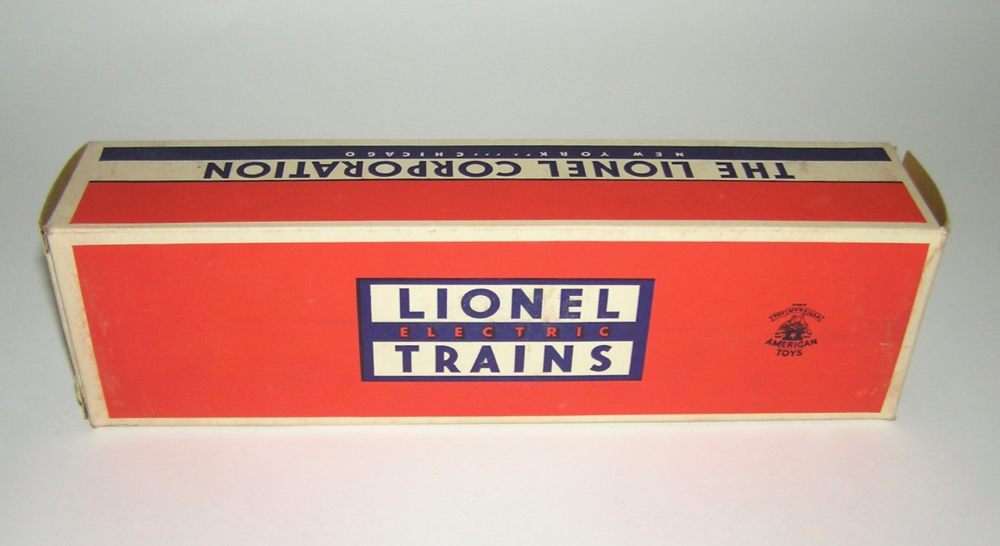 THE LIONEL CORPORATION
NEW YORK ..... CHICAGO
LIONEL
ELECTRIC
TRAINS
AMERICAN
TOYS